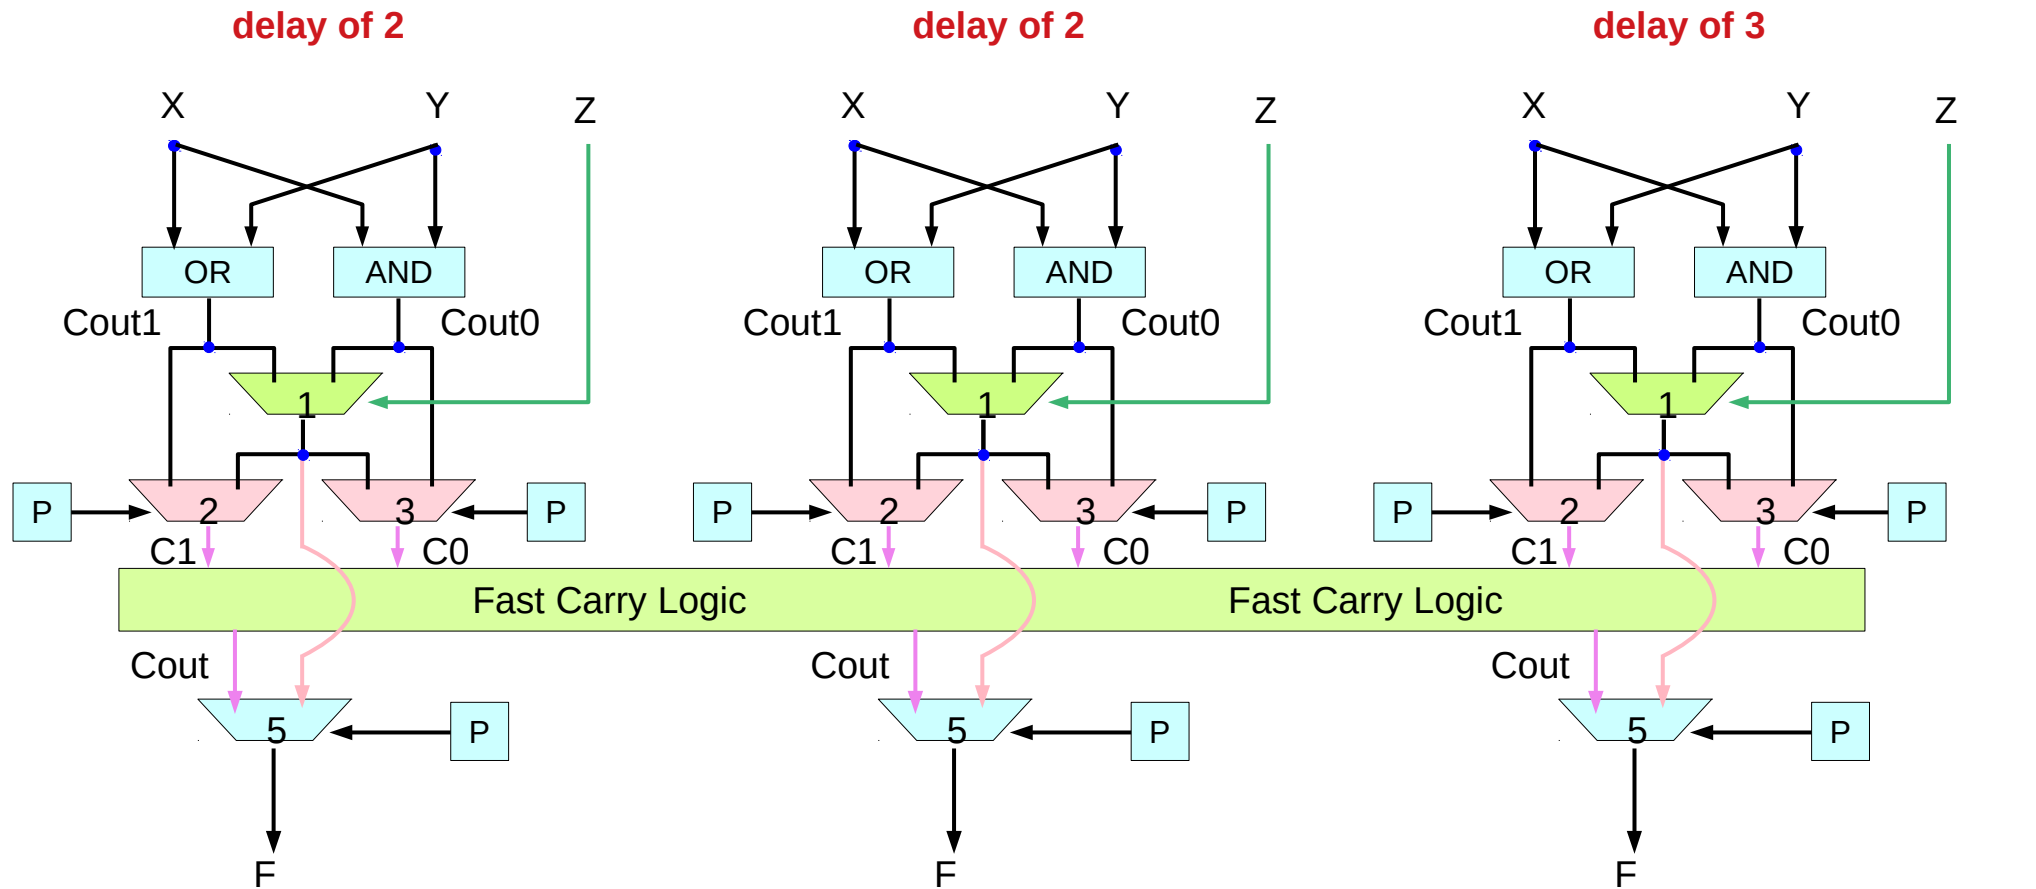 delay of 2 delay of 2 delay of 3
X Y Z X Y Z X Y Z
OR AND OR AND OR AND
Cout1 Cout0 Cout1 Cout0 Cout1 Cout0
1 1 1
P 2 3 P P 2 3 P P 2 3 P
C1 C0 C1 C0 C1 C0
Fast Carry Logic Fast Carry Logic
Cout Cout Cout
5 P 5 P 5 P
F F F